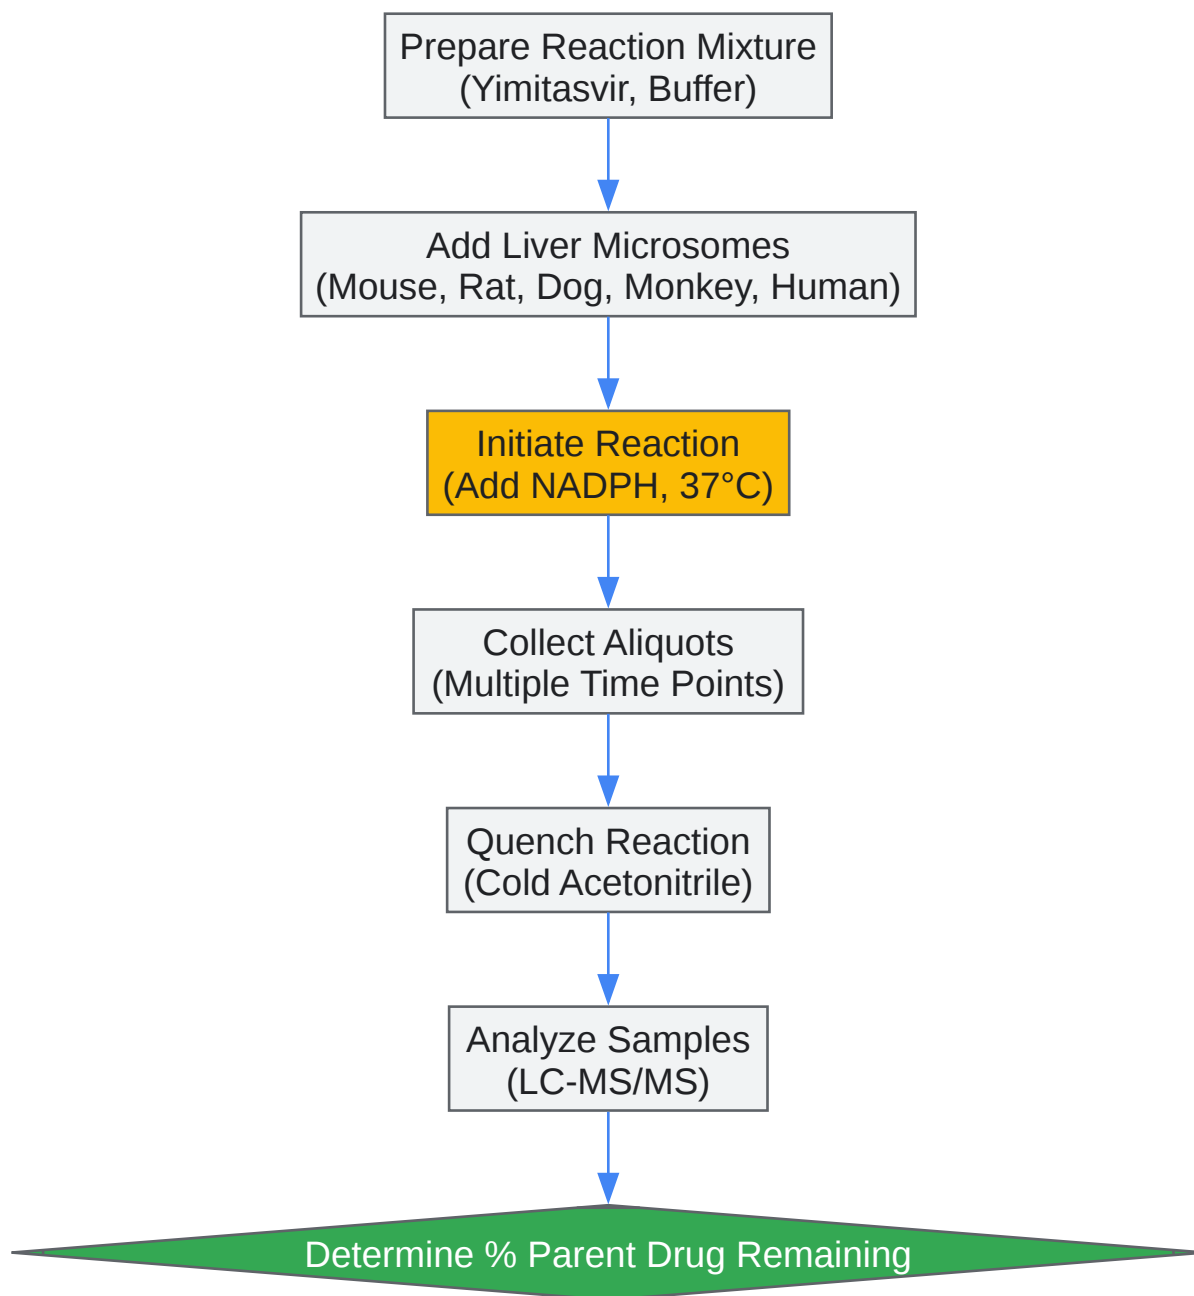 Prepare Reaction Mixture
(Yimitasvir, Buffer)
Add Liver Microsomes
(Mouse, Rat, Dog, Monkey, Human)
Initiate Reaction
(Add NADPH, 37°C)
Collect Aliquots
(Multiple Time Points)
Quench Reaction
(Cold Acetonitrile)
Analyze Samples
(LC-MS/MS)
Determine % Parent Drug Remaining